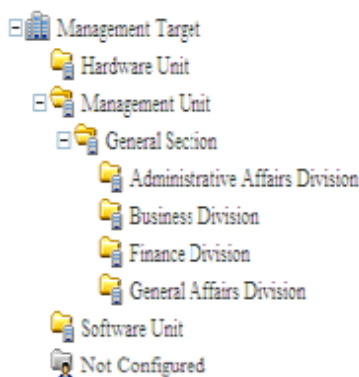 Management Target
Hardware Unit
Management Unit
General Section
Administrative Affairs Division
Business Division
Finance Division
General Affairs Division
Software Unit
Not Configured